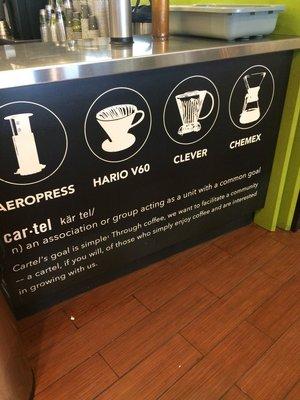 AEROPRESS
HARIO V60
CLEVER
CHEMEX
car·tel kär tel/
n) an association or group acting as a unit with a common goal
Cartel's goal is simple: Through coffee, we want to facilitate a community
-- a cartel, if you will, of those who simply enjoy coffee and are interested
in growing with us.